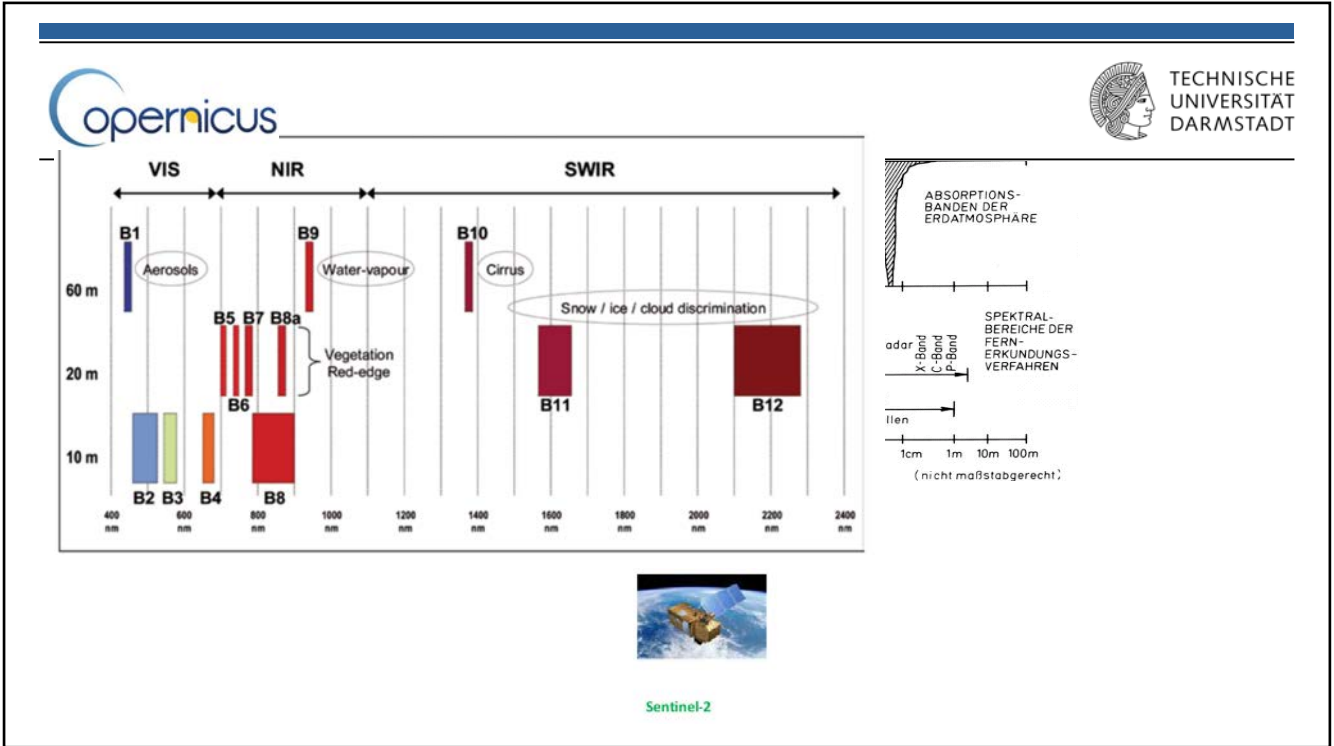 opernicus
TECHNISCHE
UNIVERSITÄT
DARMSTADT
VIS NIR SWIR
B1 B9 B10
Aerosols Water-vapour Cirrus
60 m
Snow / ice / cloud discrimination
B5 B7 B8a
Vegetation
Red-edge
20 m
B6 B11 B12
10 m
B2 B3 B4 B8
400 600 800 1000 1200 1400 1600 1800 2000 2200 2400
nm nm nm nm nm nm nm nm nm nm nm
ABSORPTIONS-
BANDEN DER
ERDATMOSPHÄRE
SPEKTRAL-
BEREICHE DER
FERN-
ERKUNDUNGS-
VERFAHREN
adar
X-Band
C-Band
P-Band
llen
1cm 1m 10m 100m
(nicht maßstabgerecht)
Sentinel-2